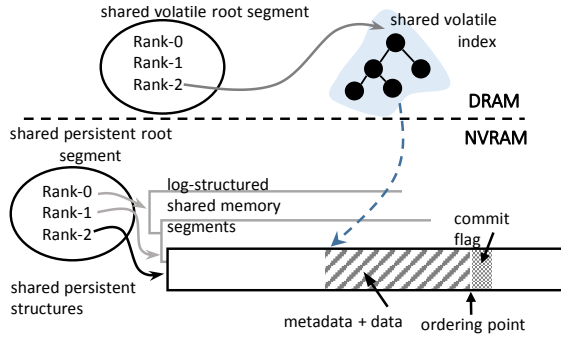 shared volatile root segment
Rank-0
Rank-1
Rank-2
shared volatile
index
DRAM
NVRAM
shared persistent root
segment
Rank-0
Rank-1
Rank-2
log-structured
shared memory
segments
commit
flag
shared persistent
structures
metadata + data
ordering point